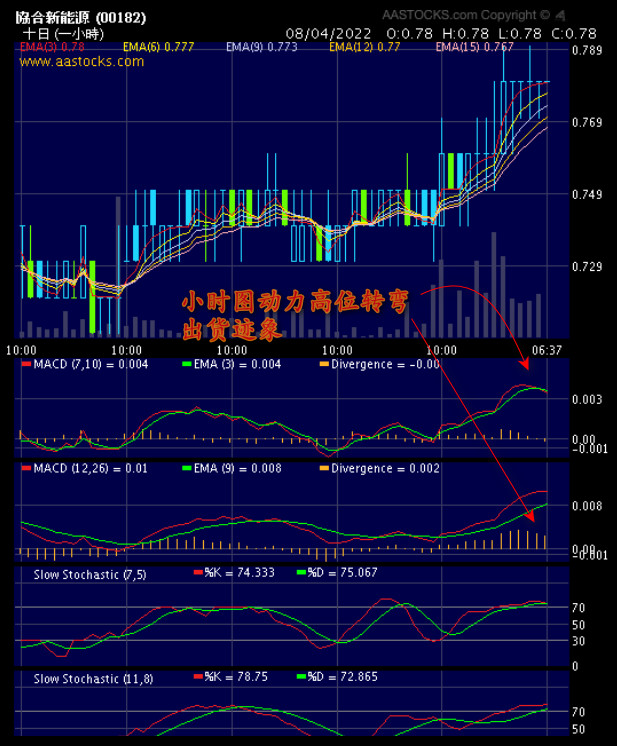 協合新能源 (00182)
AASTOCKS.com Copyright ©
十日 (一小時)
08/04/2022 O:0.78 H:0.78 L:0.78 C:0.78
EMA(3) 0.78 EMA(6) 0.777 EMA(9) 0.773 EMA(12) 0.77 EMA(15) 0.767
0.789
www.aastocks.com
0.769
0.749
0.729
小时图动力高位转弯
出货迹象
10:00 10:00 10:00 10:00 10:00 06:37
MACD (7,10) = 0.004 EMA (3) = 0.004 Divergence = -0.00
0.003
0.00
-0.001
MACD (12,26) = 0.01 EMA (9) = 0.008 Divergence = 0.002
0.008
0.00
-0.001
Slow Stochastic (7,5) %K = 74.333 %D = 75.067
70
50
30
0
Slow Stochastic (11,8) %K = 78.75 %D = 72.865
70
50